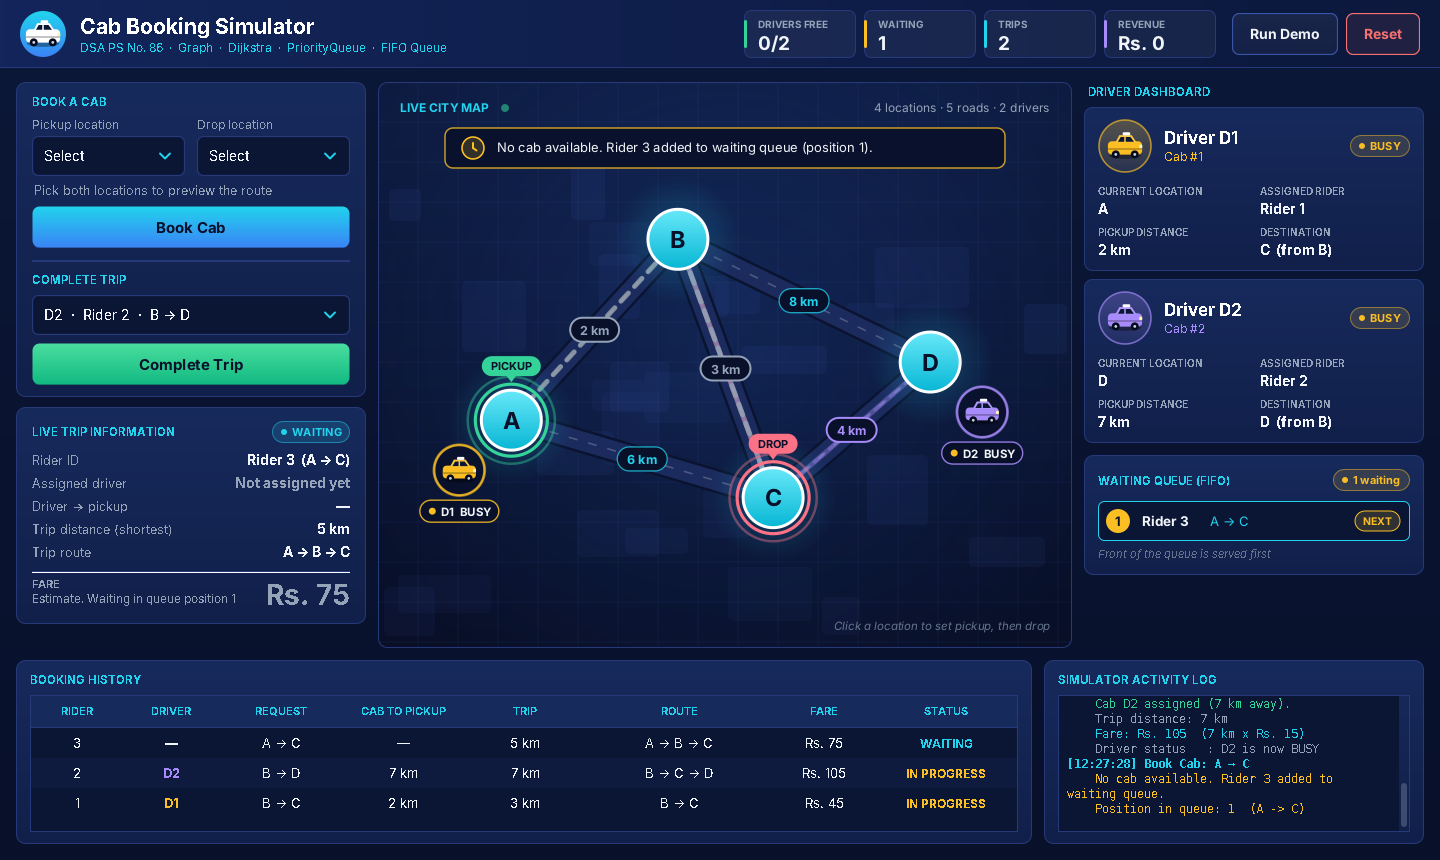 Cab Booking Simulator
DSA PS No. 86 · Graph · Dijkstra · PriorityQueue · FIFO Queue
DRIVERS FREE
0/2
WAITING
1
TRIPS
2
REVENUE
Rs. 0
Run Demo
Reset
BOOK A CAB
Pickup location
Drop location
Select
Select
Pick both locations to preview the route
Book Cab
COMPLETE TRIP
D2 · Rider 2 · B → D
Complete Trip
LIVE TRIP INFORMATION
WAITING
Rider ID
Rider 3 (A → C)
Assigned driver
Not assigned yet
Driver → pickup
—
Trip distance (shortest)
5 km
Trip route
A → B → C
FARE
Estimate. Waiting in queue position 1
Rs. 75
LIVE CITY MAP
4 locations · 5 roads · 2 drivers
No cab available. Rider 3 added to waiting queue (position 1).
B
8 km
2 km
D
PICKUP
3 km
A
4 km
DROP
6 km
D2 BUSY
C
D1 BUSY
Click a location to set pickup, then drop
DRIVER DASHBOARD
Driver D1
Cab #1
BUSY
CURRENT LOCATION
ASSIGNED RIDER
A
Rider 1
PICKUP DISTANCE
DESTINATION
2 km
C (from B)
Driver D2
Cab #2
BUSY
CURRENT LOCATION
ASSIGNED RIDER
D
Rider 2
PICKUP DISTANCE
DESTINATION
7 km
D (from B)
WAITING QUEUE (FIFO)
1 waiting
1
Rider 3
A → C
NEXT
Front of the queue is served first
BOOKING HISTORY
RIDER DRIVER REQUEST CAB TO PICKUP TRIP ROUTE FARE STATUS
3 — A → C — 5 km A → B → C Rs. 75 WAITING
2 D2 B → D 7 km 7 km B → C → D Rs. 105 IN PROGRESS
1 D1 B → C 2 km 3 km B → C Rs. 45 IN PROGRESS
SIMULATOR ACTIVITY LOG
Cab D2 assigned (7 km away).
Trip distance: 7 km
Fare: Rs. 105 (7 km x Rs. 15)
Driver status : D2 is now BUSY
[12:27:28] Book Cab: A → C
No cab available. Rider 3 added to
waiting queue.
Position in queue: 1 (A -> C)